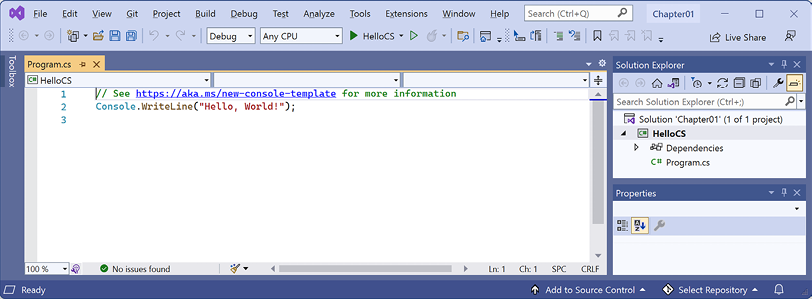 File Edit View Git Project Build Debug Test Analyze Tools Extensions Window Help Search (Ctrl+Q) Chapter01
Debug Any CPU HelloCS Live Share
Toolbox
Program.cs
HelloCS
1 // See https://aka.ms/new-console-template for more information
2 Console.WriteLine("Hello, World!");
3
100 % No issues found Ln: 1 Ch: 1 SPC CRLF
Solution Explorer
Search Solution Explorer (Ctrl+;)
Solution 'Chapter01' (1 of 1 project)
HelloCS
Dependencies
C# Program.cs
Properties
Ready Add to Source Control Select Repository